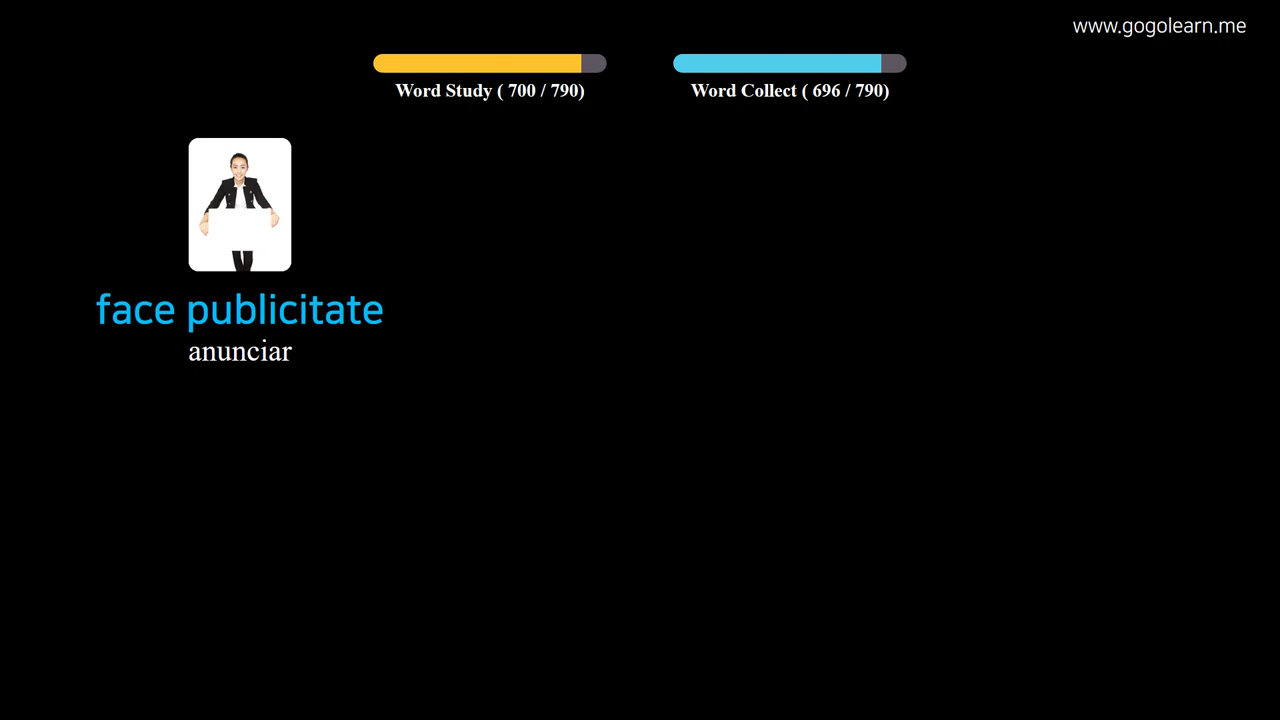 www.gogolearn.me
Word Study ( 700 / 790)
Word Collect ( 696 / 790)
face publicitate
anunciar